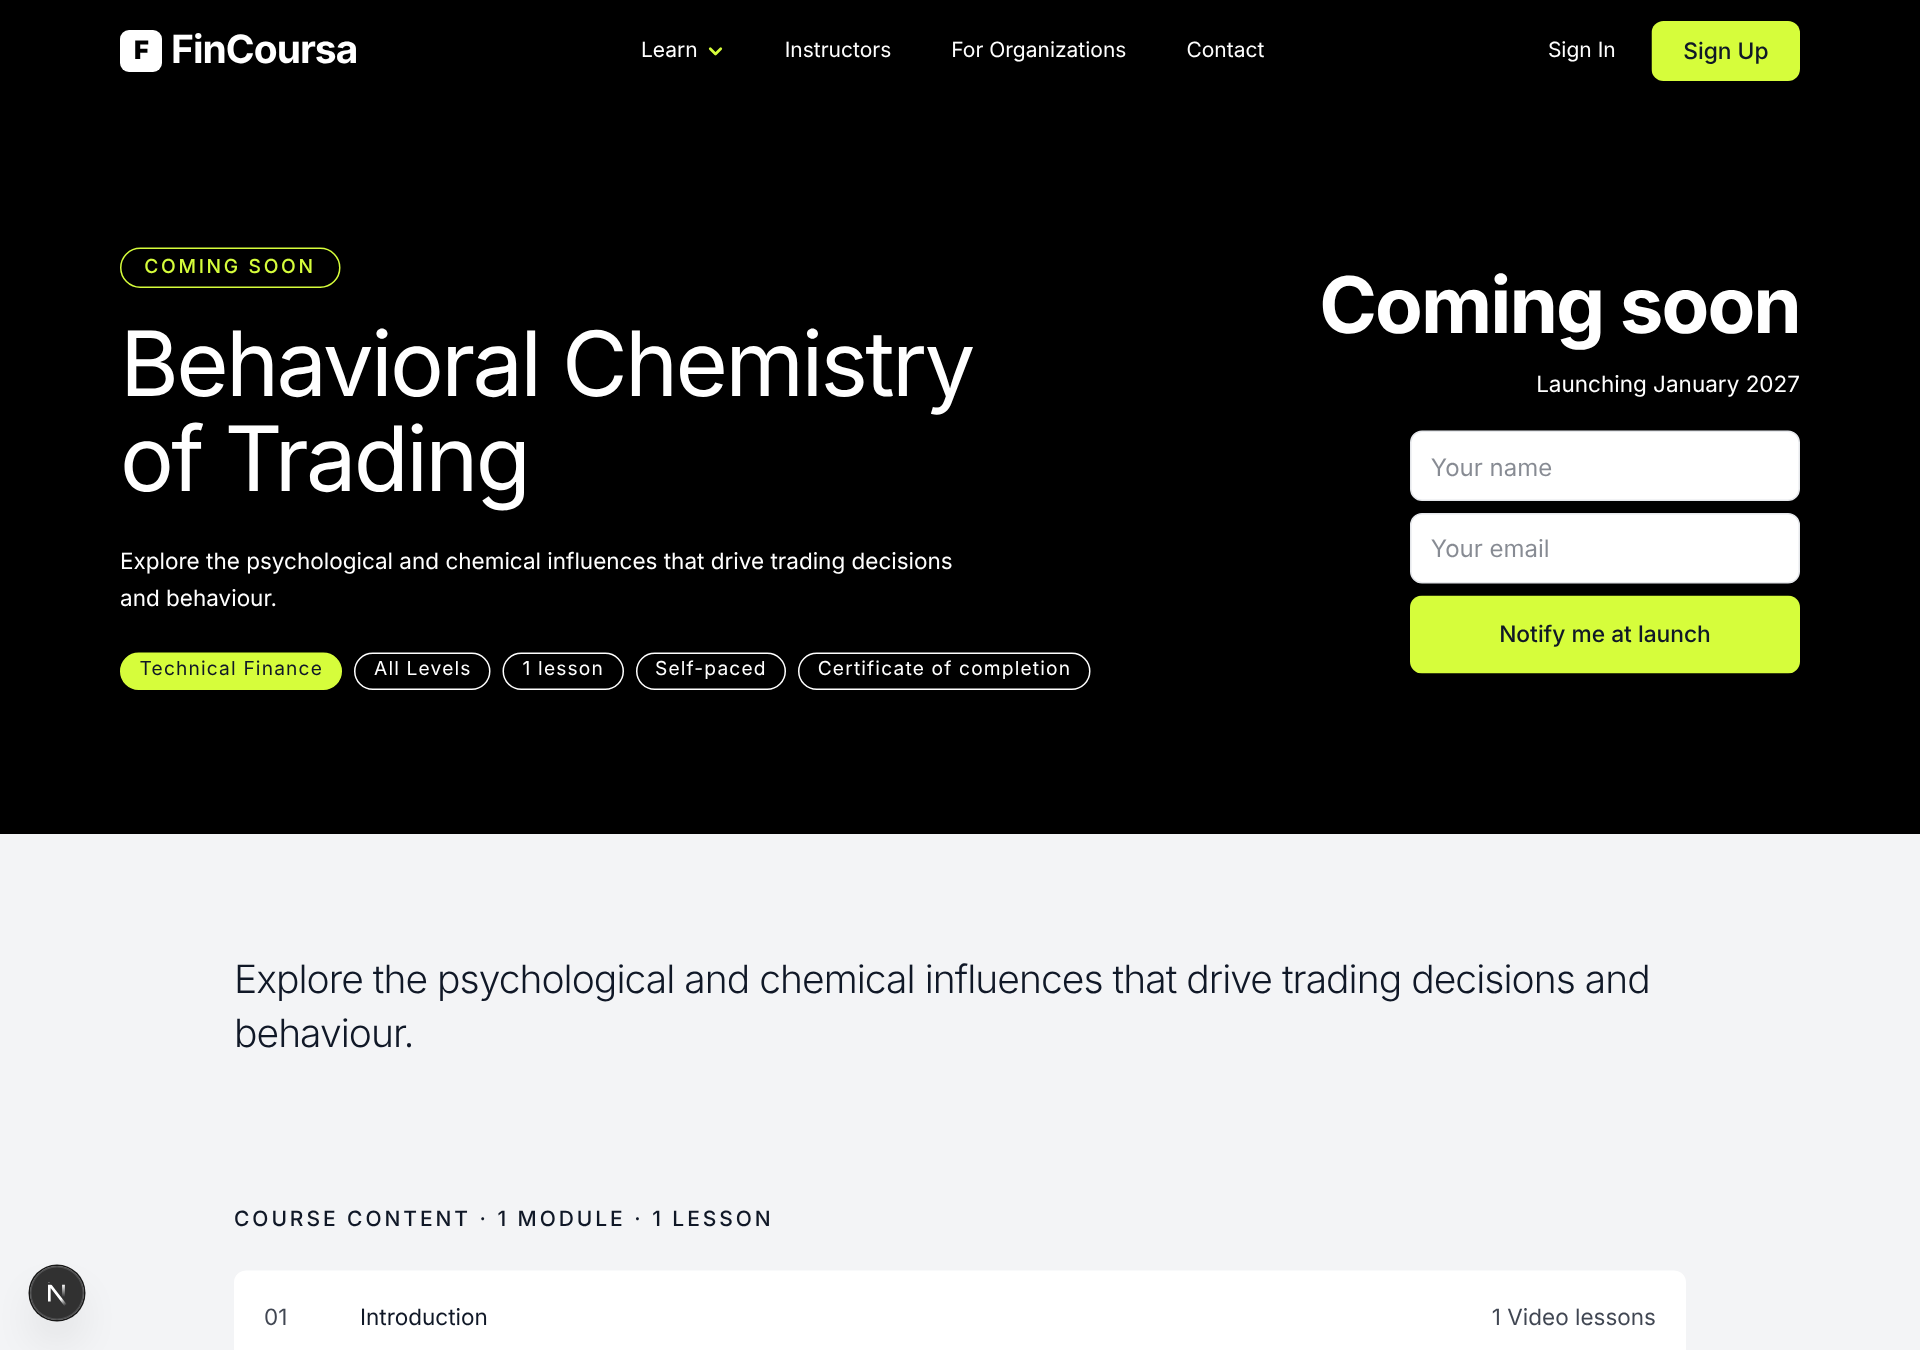 F FinCoursa
Learn
Instructors
For Organizations
Contact
Sign In
Sign Up
COMING SOON
Behavioral Chemistry
of Trading
Explore the psychological and chemical influences that drive trading decisions
and behaviour.
Technical Finance
All Levels
1 lesson
Self-paced
Certificate of completion
Coming soon
Launching January 2027
Your name
Your email
Notify me at launch
Explore the psychological and chemical influences that drive trading decisions and
behaviour.
COURSE CONTENT · 1 MODULE · 1 LESSON
01 Introduction 1 Video lessons
N